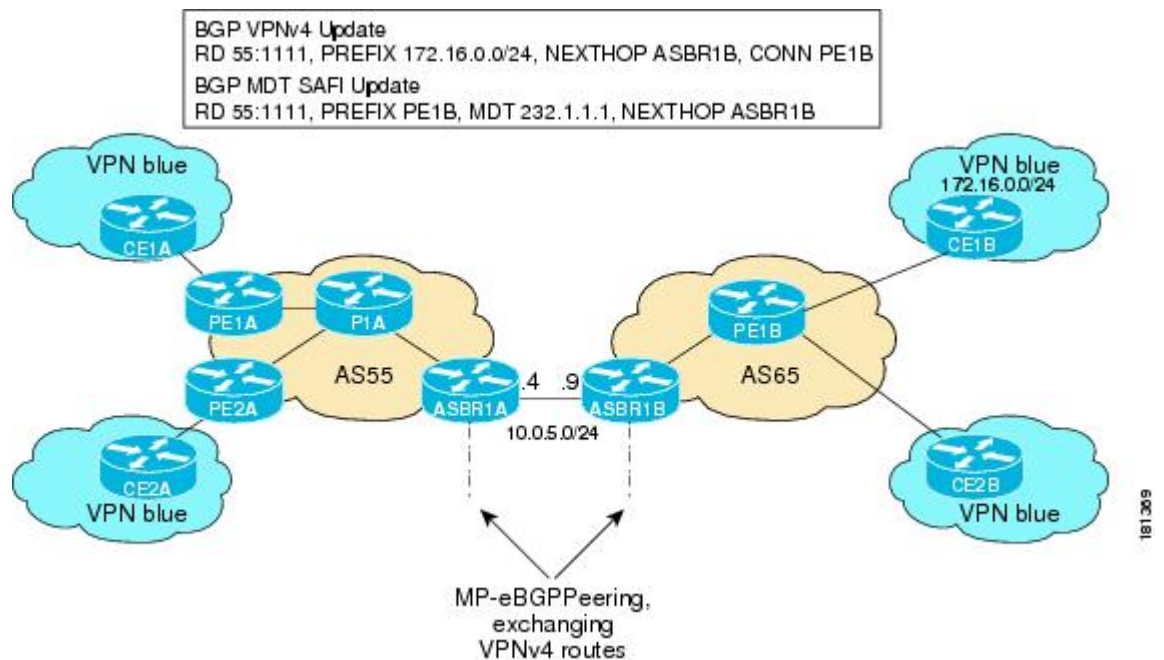 BGP VPNv4 Update
RD 55:1111, PREFIX 172.16.0.0/24, NEXTHOP ASBR1B, CONN PE1B
BGP MDT SAFI Update
RD 55:1111, PREFIX PE1B, MDT 232.1.1.1, NEXTHOP ASBR1B
VPN blue
CE1A
VPN blue
172.16.0.0/24
CE1B
PE1A
P1A
PE1B
PE2A
AS55
ASBR1A
.4
.9
ASBR1B
AS65
10.0.5.0/24
CE2A
VPN blue
CE2B
VPN blue
MP-eBGPPeering,
exchanging
VPNv4 routes
181369